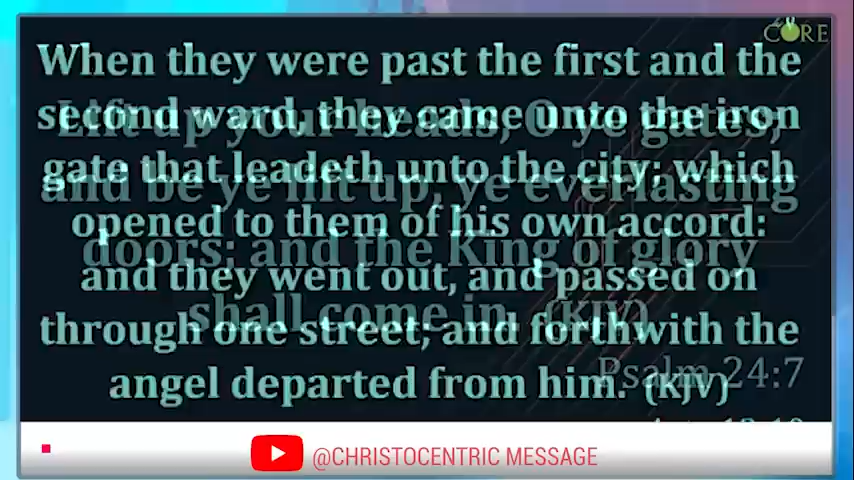 CORE
When they were past the first and the
second ward, they came unto the iron
gate that leadeth unto the city; which
opened to them of his own accord:
and they went out, and passed on
through one street; and forthwith the
angel departed from him. (KJV)
Lift up your heads, O ye gates;
and be ye lift up, ye everlasting
doors; and the King of glory
shall come in. (KJV)
Psalm 24:7
@CHRISTOCENTRIC MESSAGE